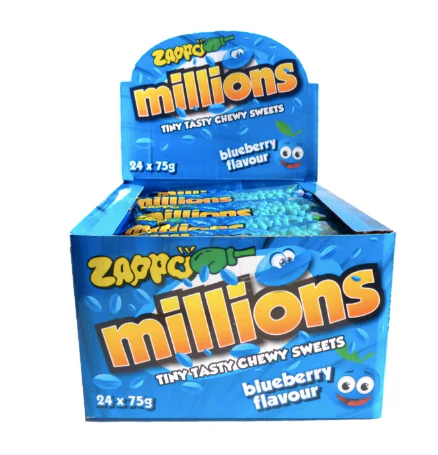 ZAPPO
millions
TINY TASTY CHEWY SWEETS
blueberry
flavour
24 x 75g
millions
millions
ZAPPO
millions
TINY TASTY CHEWY SWEETS
blueberry
flavour
24 x 75g